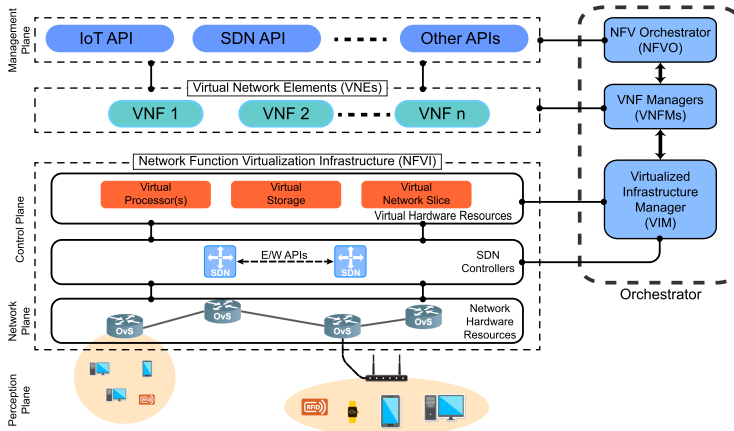 Management
Plane
IoT API
SDN API
Other APIs
NFV Orchestrator
(NFVO)
Virtual Network Elements (VNEs)
VNF 1
VNF 2
VNF n
VNF Managers
(VNFMs)
Network Function Virtualization Infrastructure (NFVI)
Control Plane
Virtual
Processor(s)
Virtual
Storage
Virtual
Network Slice
Virtual Hardware Resources
Virtualized
Infrastructure
Manager
(VIM)
SDN
E/W APIs
SDN
SDN
Controllers
Orchestrator
Network
Plane
OvS
OvS
OvS
OvS
Network
Hardware
Resources
Perception
Plane
RFID